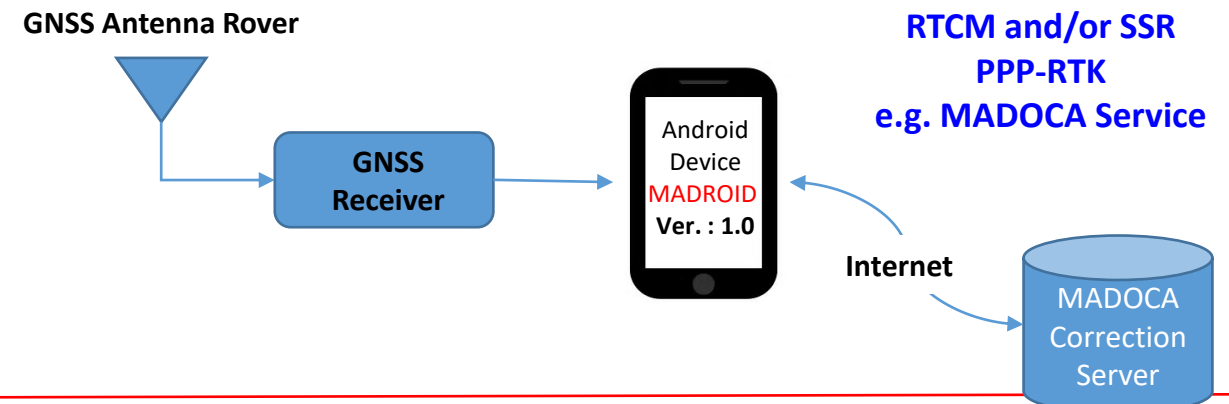 GNSS Antenna Rover
RTCM and/or SSR
PPP-RTK
e.g. MADOCA Service
GNSS
Receiver
Android
Device
MADROID
Ver. : 1.0
Internet
MADOCA
Correction
Server